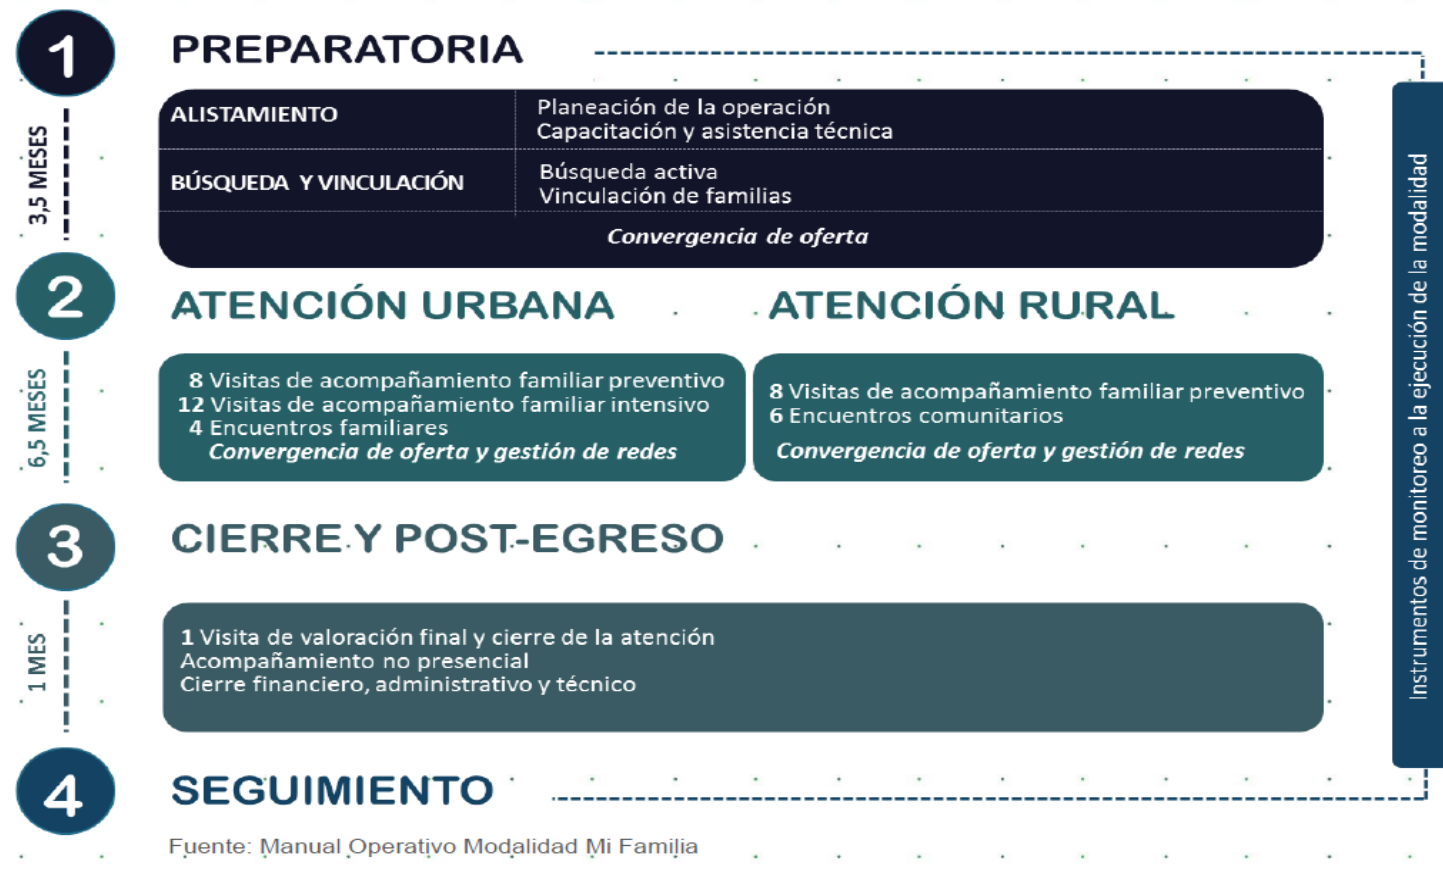 1
PREPARATORIA
3,5 MESES
ALISTAMIENTO
Planeación de la operación
Capacitación y asistencia técnica
BÚSQUEDA Y VINCULACIÓN
Búsqueda activa
Vinculación de familias
Convergencia de oferta
2
ATENCIÓN URBANA
6,5 MESES
8 Visitas de acompañamiento familiar preventivo
12 Visitas de acompañamiento familiar intensivo
4 Encuentros familiares
Convergencia de oferta y gestión de redes
ATENCIÓN RURAL
8 Visitas de acompañamiento familiar preventivo
6 Encuentros comunitarios
Convergencia de oferta y gestión de redes
3
CIERRE Y POST-EGRESO
1 MES
1 Visita de valoración final y cierre de la atención
Acompañamiento no presencial
Cierre financiero, administrativo y técnico
4
SEGUIMIENTO
Instrumentos de monitoreo a la ejecución de la modalidad
Fuente: Manual Operativo Modalidad Mi Familia